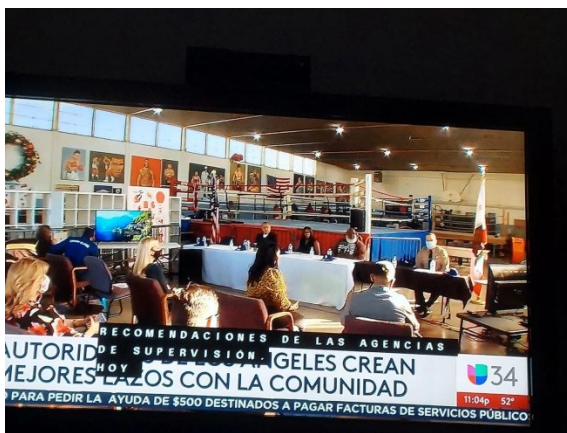 RECOMENDACIONES DE LAS AGENCIAS
DE SUPERVISIÓN.
HOY
AUTORID ANGELES CREAN
MEJORES LAZOS CON LA COMUNIDAD
34
11:04p 52°
PARA PEDIR LA AYUDA DE $500 DESTINADOS A PAGAR FACTURAS DE SERVICIOS PÚBLICO